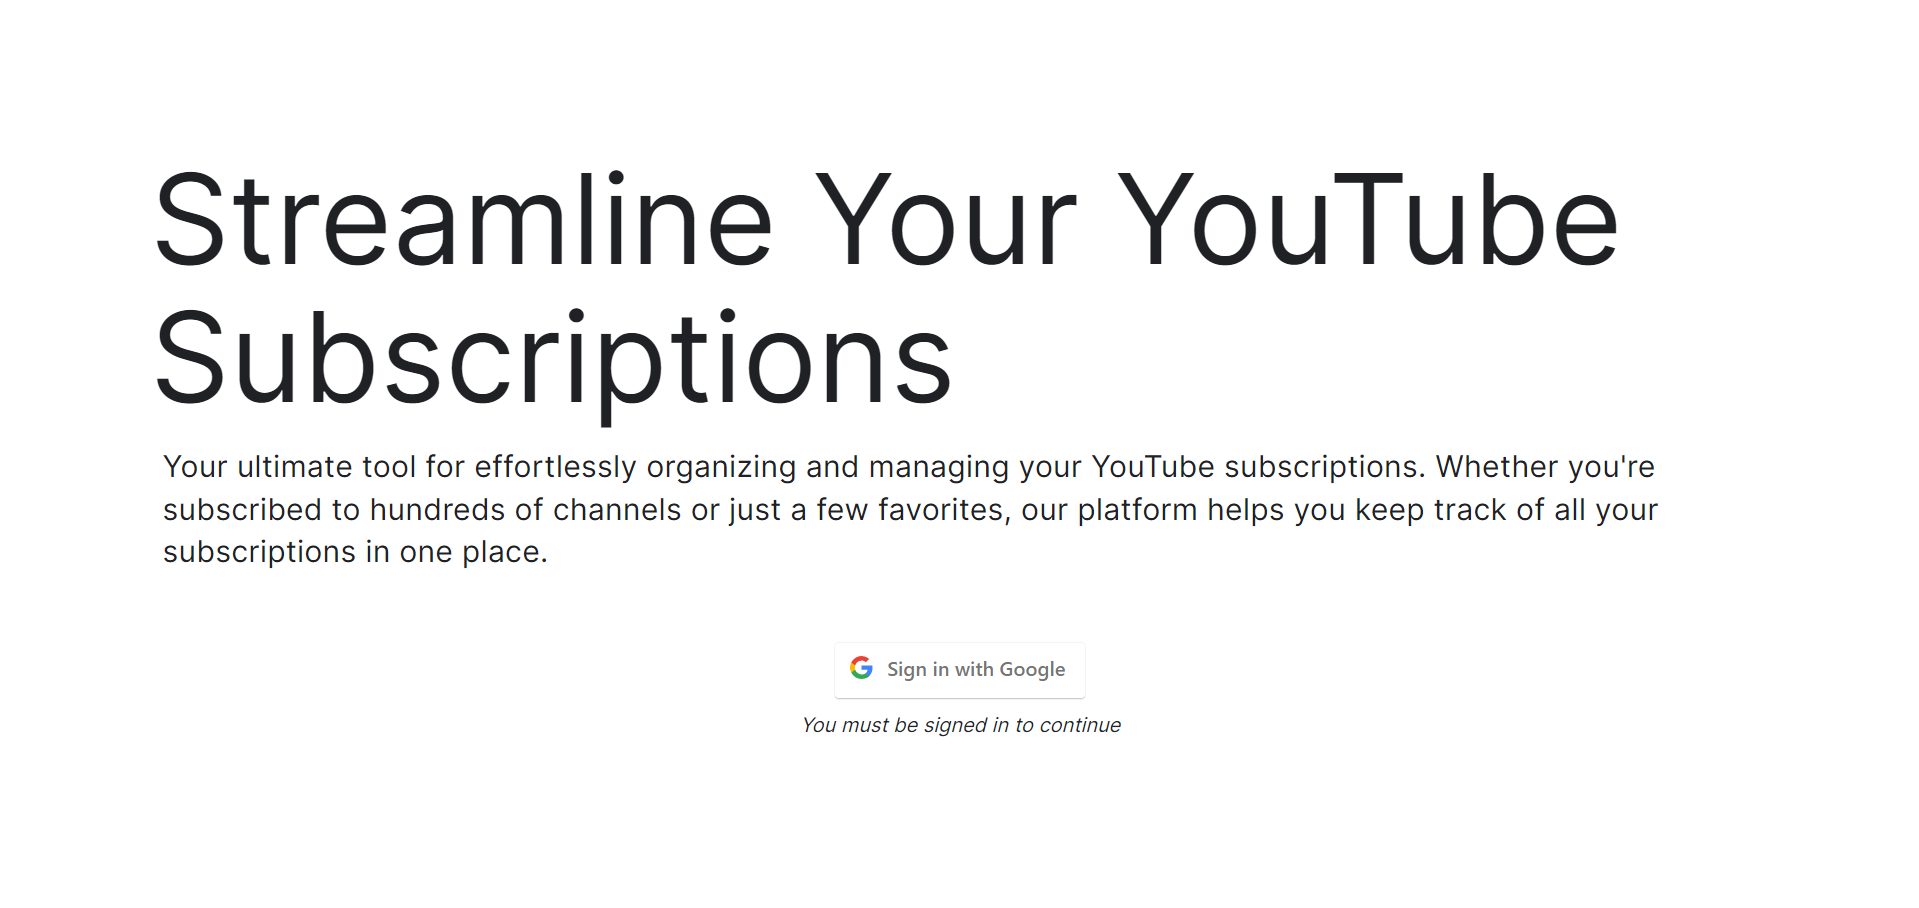 Streamline Your YouTube
Subscriptions
Your ultimate tool for effortlessly organizing and managing your YouTube subscriptions. Whether you're
subscribed to hundreds of channels or just a few favorites, our platform helps you keep track of all your
subscriptions in one place.
Sign in with Google
You must be signed in to continue